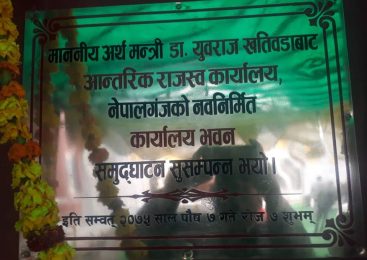 माननीय अर्थ मन्त्री डा. युवराज खतिवडाबाट
आन्तरिक राजस्व कार्यालय,
नेपालगंजको नवनिर्मित
कार्यालय भवन
समुद्घाटन सुसम्पन्न भयो।
इति सम्वत् २०७५ साल पौष ७ गते रोज ७ शुभम्